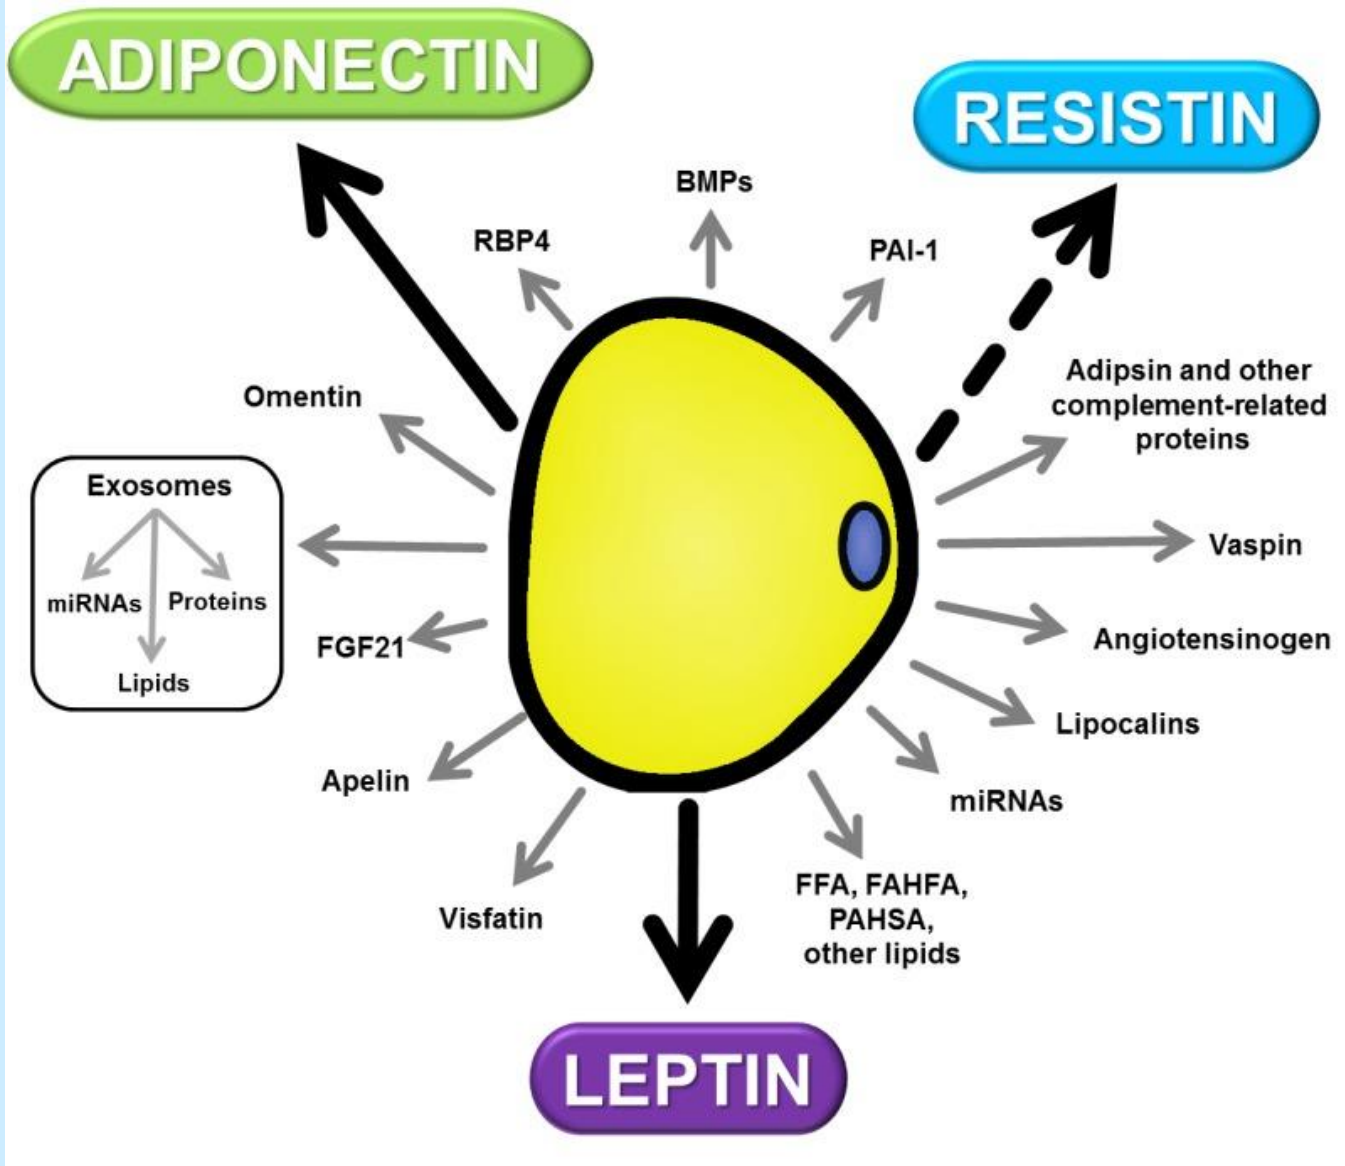 ADIPONECTIN
RESISTIN
BMPs
RBP4
PAI-1
Adipsin and other
complement-related
proteins
Omentin
Exosomes
miRNAs
Proteins
Lipids
Vaspin
FGF21
Angiotensinogen
Lipocalins
Apelin
miRNAs
Visfatin
FFA, FAHFA,
PAHSA,
other lipids
LEPTIN